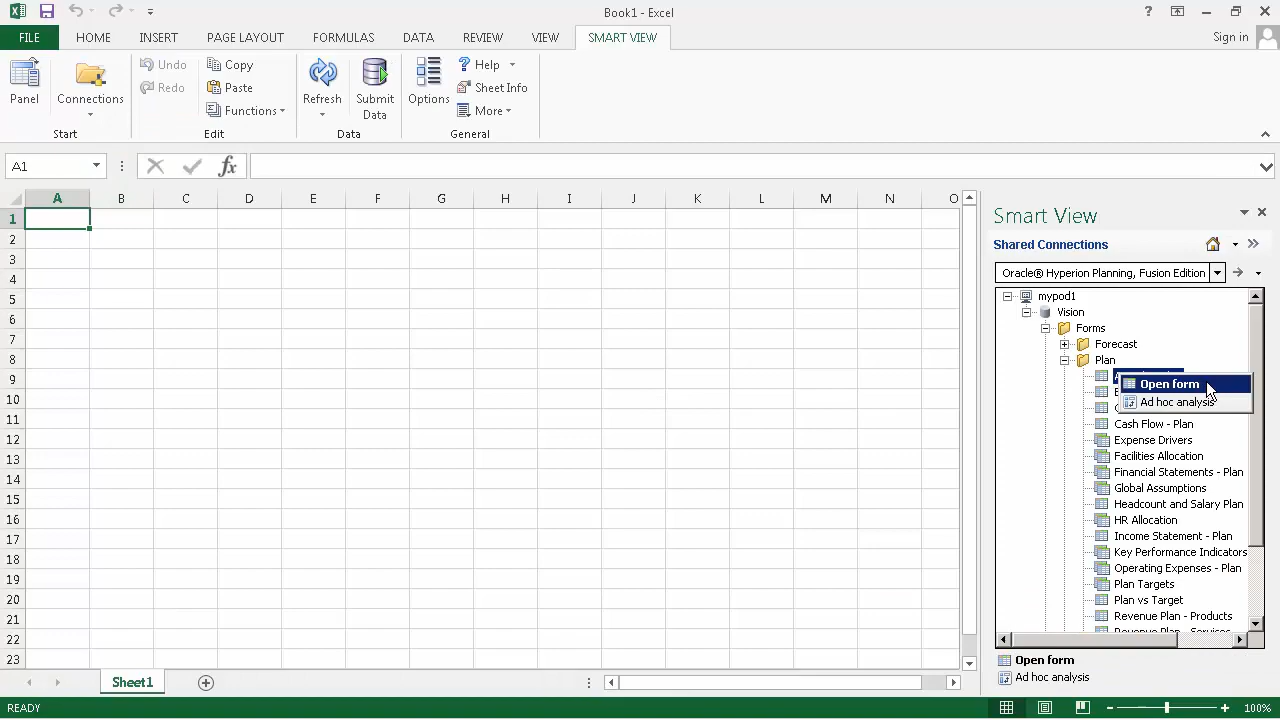 Book1 - Excel
FILE HOME INSERT PAGE LAYOUT FORMULAS DATA REVIEW VIEW SMART VIEW Sign in
Panel
Connections
Start
Undo
Redo
Copy
Paste
Functions
Edit
Refresh
Submit
Data
Data
Options
Help
Sheet Info
More
General
A1
fx
A B C D E F G H I J K L M N O
1
2
3
4
5
6
7
8
9
10
11
12
13
14
15
16
17
18
19
20
21
22
23
Smart View
Shared Connections
Oracle® Hyperion Planning, Fusion Edition
mypod1
Vision
Forms
Forecast
Plan
Open form
Ad hoc analysis
Cash Flow - Plan
Expense Drivers
Facilities Allocation
Financial Statements - Plan
Global Assumptions
Headcount and Salary Plan
HR Allocation
Income Statement - Plan
Key Performance Indicators
Operating Expenses - Plan
Plan Targets
Plan vs Target
Revenue Plan - Products
Revenue Plan - Services
Open form
Ad hoc analysis
Sheet1
READY
100%